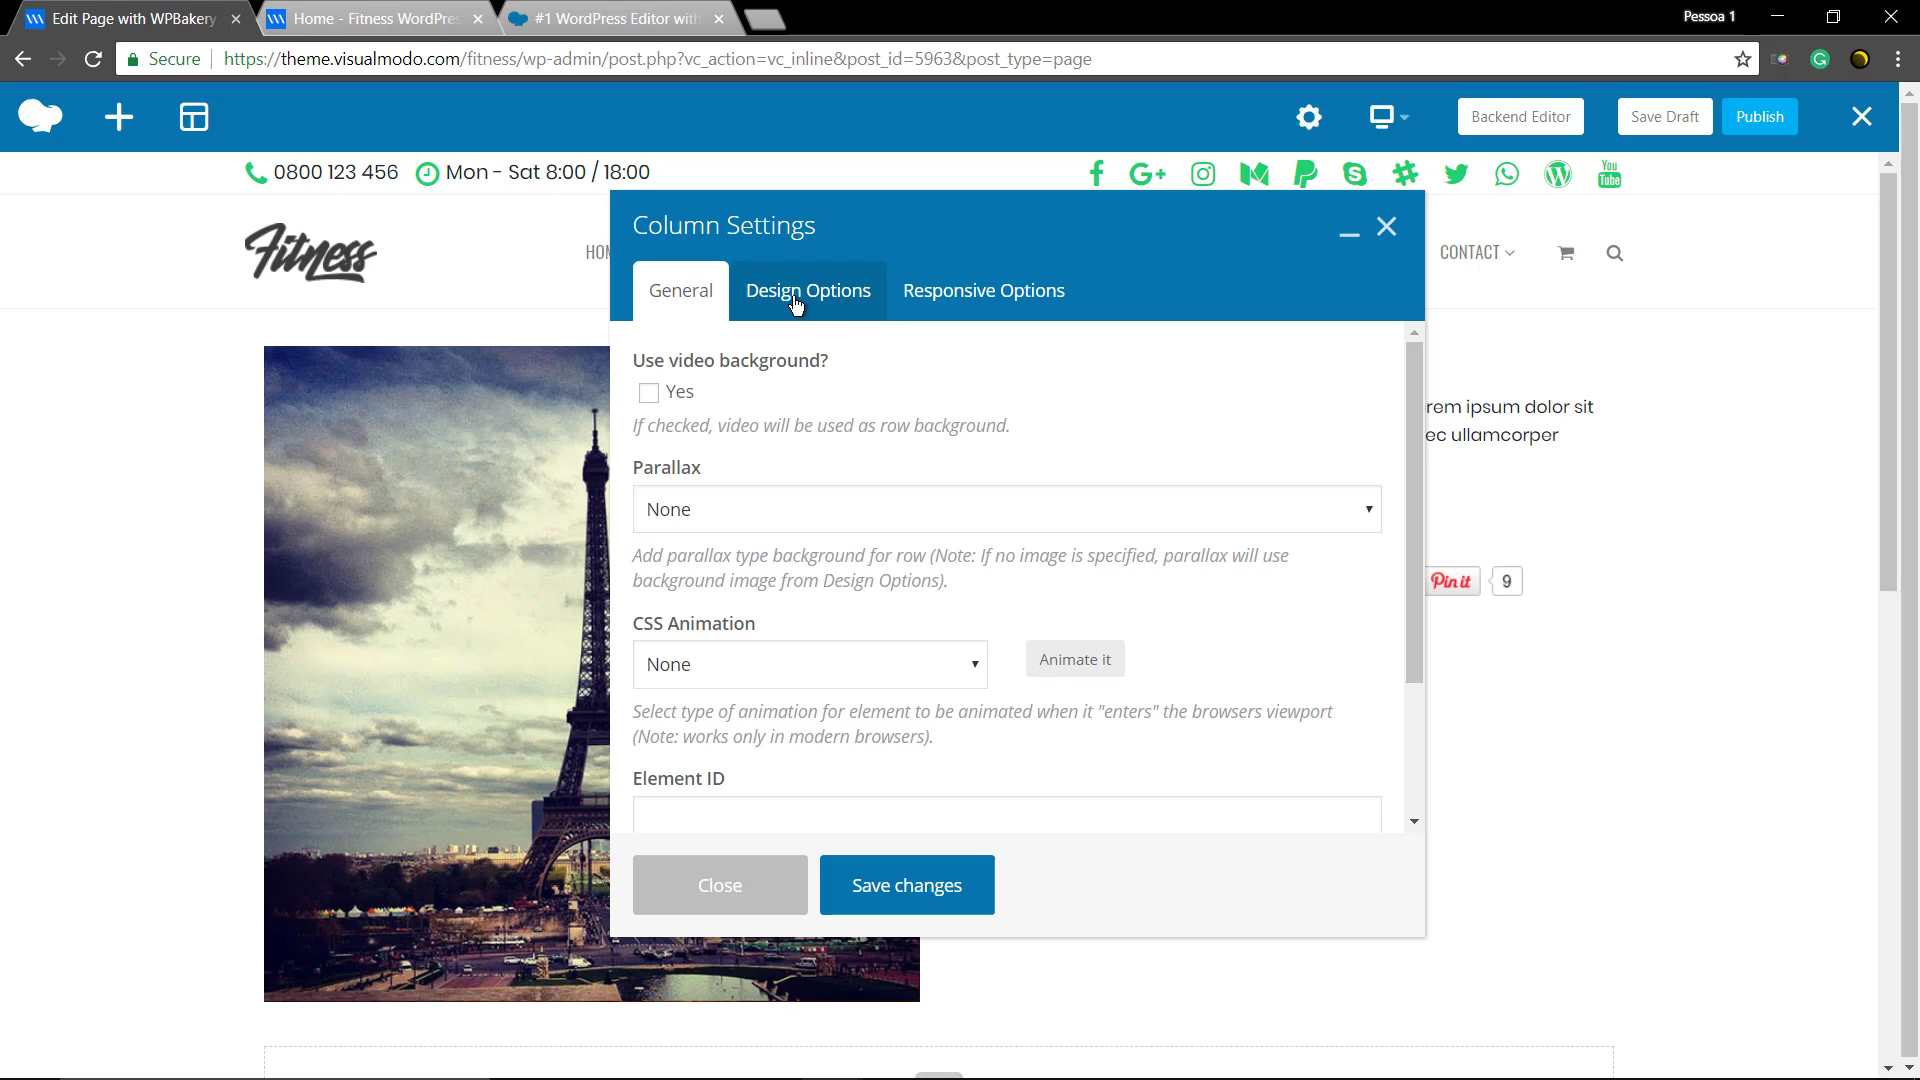 Edit Page with WPBakery
Home - Fitness WordPres
#1 WordPress Editor with
Pessoa 1
Secure
https://theme.visualmodo.com/fitness/wp-admin/post.php?vc_action=vc_inline&post_id=5963&post_type=page
Backend Editor
Save Draft
Publish
0800 123 456
Mon - Sat 8:00 / 18:00
You
Tube
Fitness
HOM
CONTACT
Column Settings
General
Design Options
Responsive Options
Use video background?
Yes
If checked, video will be used as row background.
Parallax
None
Add parallax type background for row (Note: If no image is specified, parallax will use
background image from Design Options).
CSS Animation
None
Animate it
Select type of animation for element to be animated when it "enters" the browsers viewport
(Note: works only in modern browsers).
Element ID
Close
Save changes
rem ipsum dolor sit
ec ullamcorper
Pin it
9